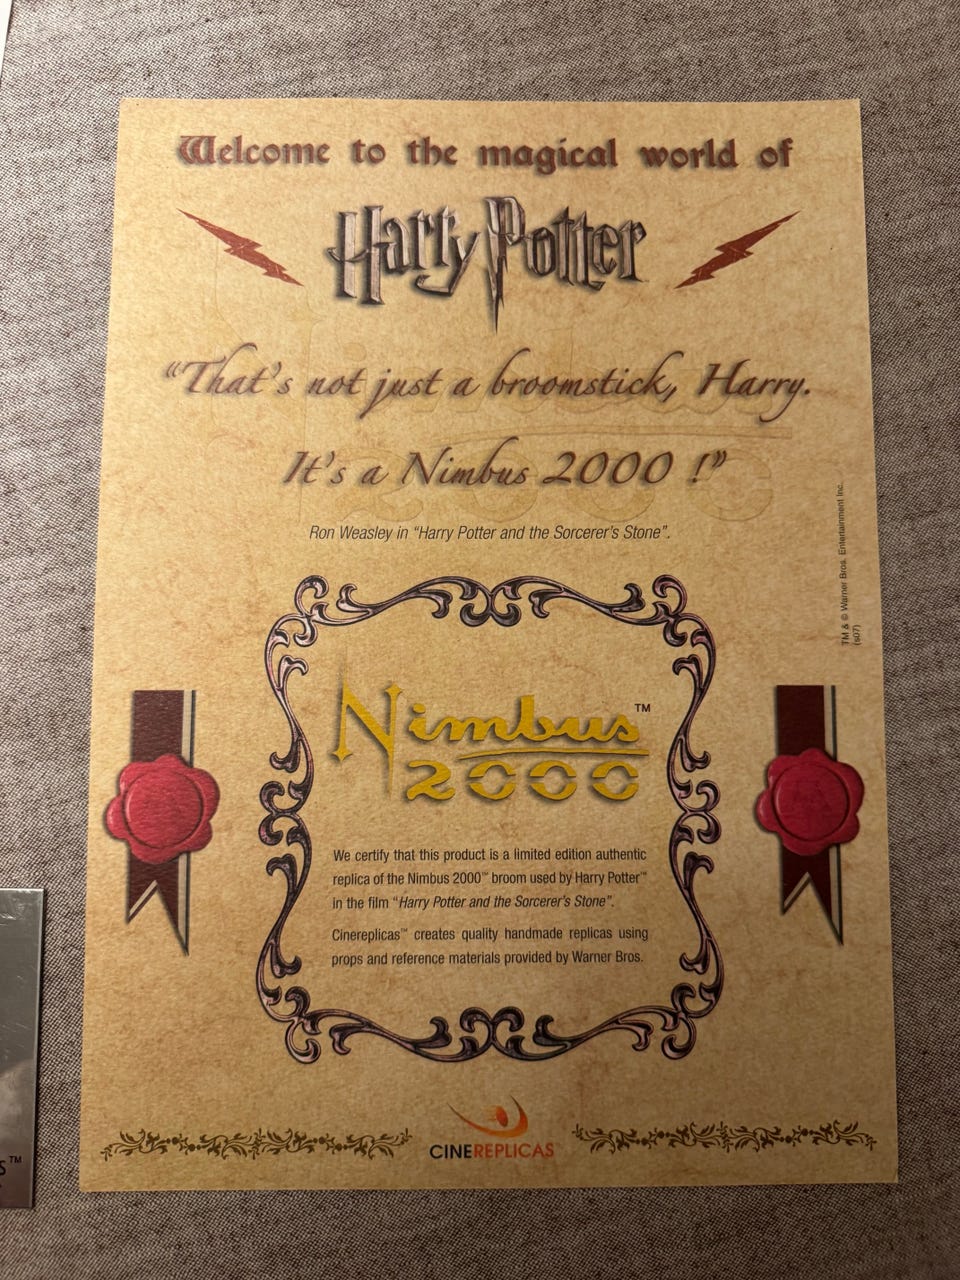 Welcome to the magical world of
Harry Potter
“That's not just a broomstick, Harry.
It's a Nimbus 2000 !”
Ron Weasley in “Harry Potter and the Sorcerer's Stone”.
TM & © Warner Bros. Entertainment Inc.
(s07)
Nimbus™
2000
We certify that this product is a limited edition authentic
replica of the Nimbus 2000™ broom used by Harry Potter™
in the film “Harry Potter and the Sorcerer's Stone”.
Cinereplicas™ creates quality handmade replicas using
props and reference materials provided by Warner Bros.
CINEREPLICAS